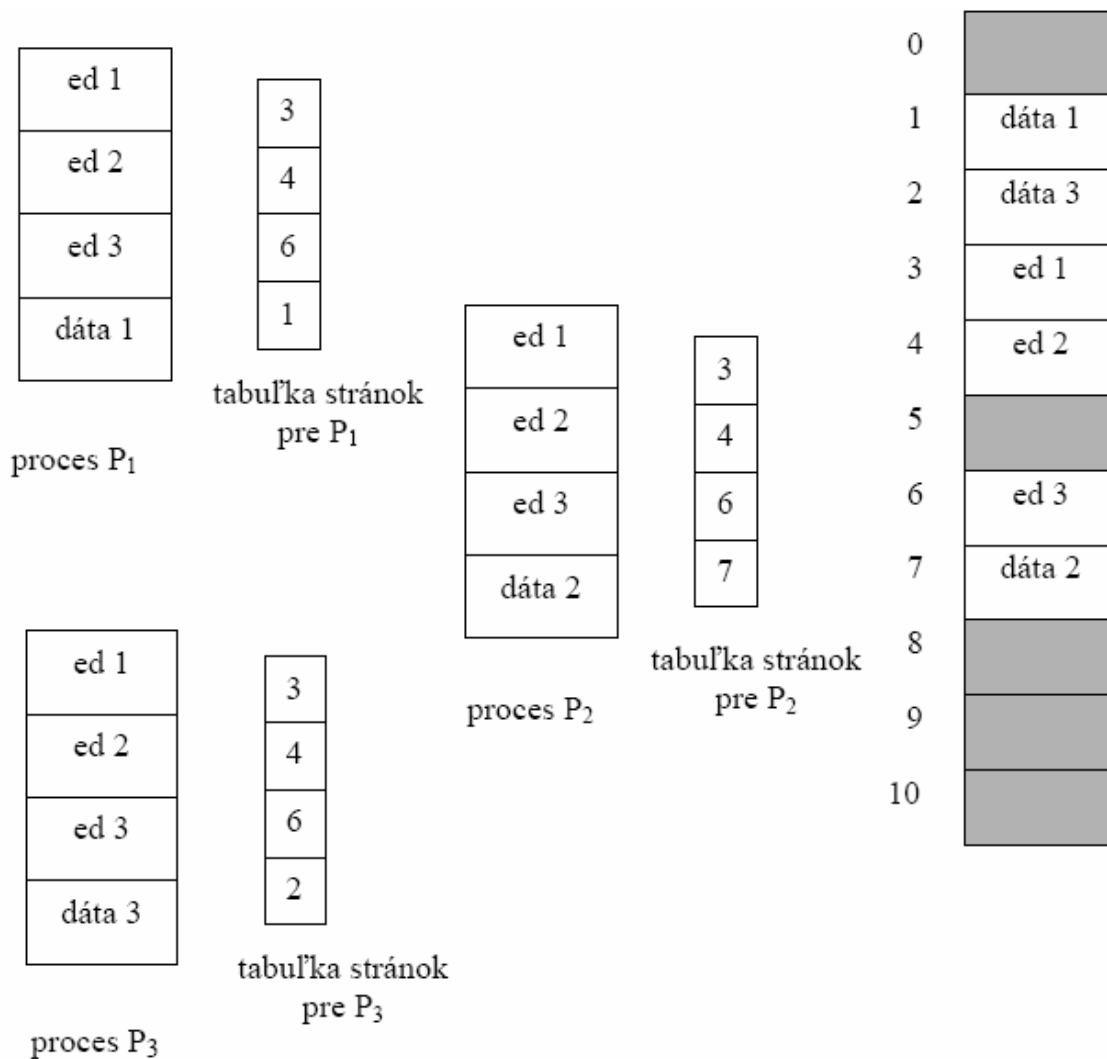 ed 1
ed 2
ed 3
dáta 1
proces P1
3
4
6
1
tabuľka stránok
pre P1
ed 1
ed 2
ed 3
dáta 2
proces P2
3
4
6
7
tabuľka stránok
pre P2
ed 1
ed 2
ed 3
dáta 3
proces P3
3
4
6
2
tabuľka stránok
pre P3
0
1 dáta 1
2 dáta 3
3 ed 1
4 ed 2
5
6 ed 3
7 dáta 2
8
9
10